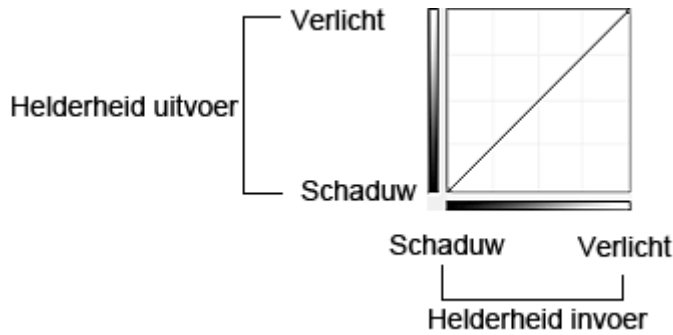 Verlicht
Helderheid uitvoer
Schaduw
Schaduw Verlicht
Helderheid invoer